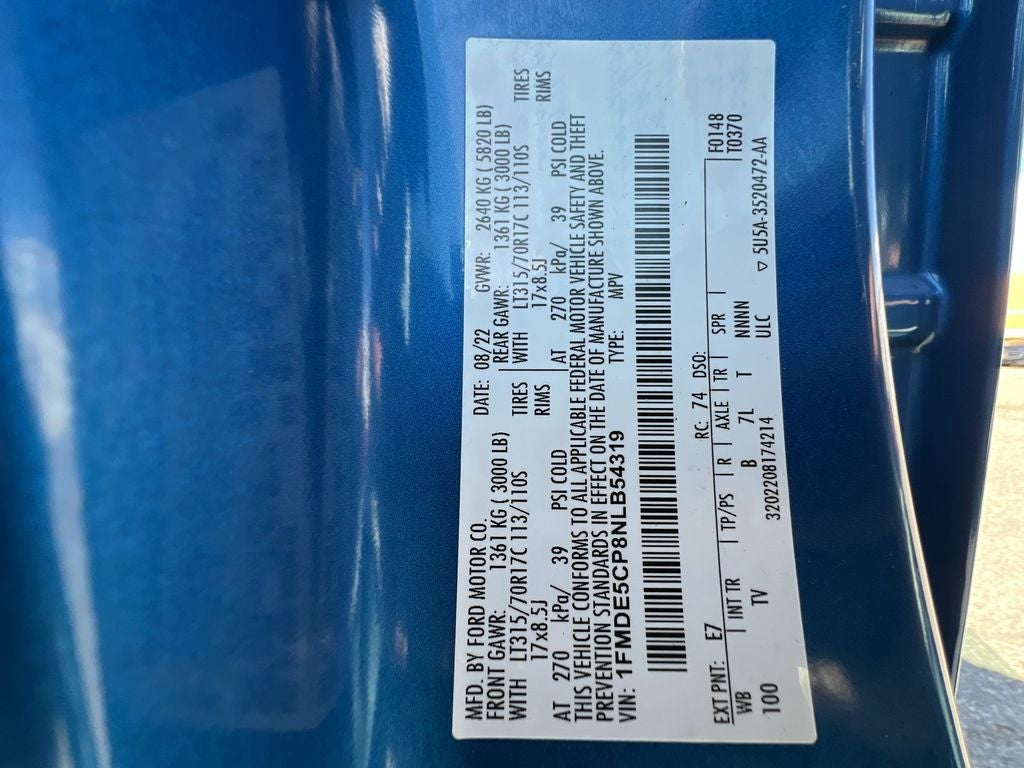 MFD. BY FORD MOTOR CO.
DATE: 08/22 GVWR: 2640 KG ( 5820 LB)
FRONT GAWR: 1361 KG ( 3000 LB) REAR GAWR: 1361 KG ( 3000 LB)
WITH LT315/70R17C 113/110S TIRES WITH LT315/70R17C 113/110S TIRES
17x8.5J RIMS 17x8.5J RIMS
AT 270 kPa/ 39 PSI COLD AT 270 kPa/ 39 PSI COLD
THIS VEHICLE CONFORMS TO ALL APPLICABLE FEDERAL MOTOR VEHICLE SAFETY AND THEFT
PREVENTION STANDARDS IN EFFECT ON THE DATE OF MANUFACTURE SHOWN ABOVE.
VIN: 1FMDE5CP8NLB54319 TYPE: MPV
EXT PNT: E7 RC: 74 DSO: F0148
WB INT TR TP/PS R AXLE TR SPR T0370
100 TV B 7L T NNNN
3202208174214 ULC ▽ 5U5A-3520472-AA